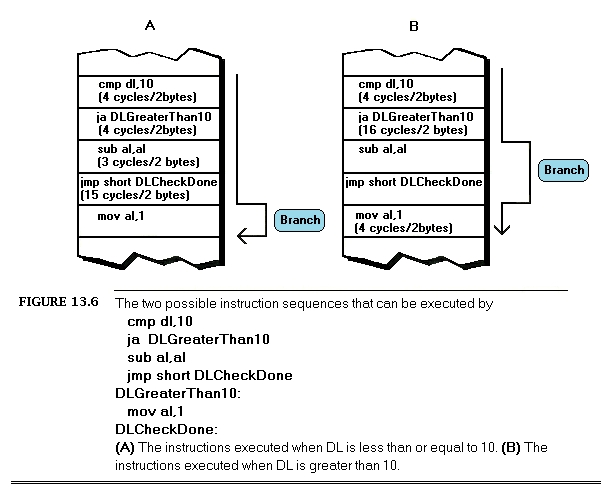 A
cmp dl,10
(4 cycles/2bytes)
ja DLGreaterThan10
(4 cycles/2bytes)
sub al,al
(3 cycles/2 bytes)
jmp short DLCheckDone
(15 cycles/2 bytes)
mov al,1
Branch
B
cmp dl,10
(4 cycles/2bytes)
ja DLGreaterThan10
(16 cycles/2 bytes)
sub al,al
jmp short DLCheckDone
mov al,1
(4 cycles/2bytes)
Branch
FIGURE 13.6 The two possible instruction sequences that can be executed by
cmp dl,10
ja DLGreaterThan10
sub al,al
jmp short DLCheckDone
DLGreaterThan10:
mov al,1
DLCheckDone:
(A) The instructions executed when DL is less than or equal to 10. (B) The
instructions executed when DL is greater than 10.